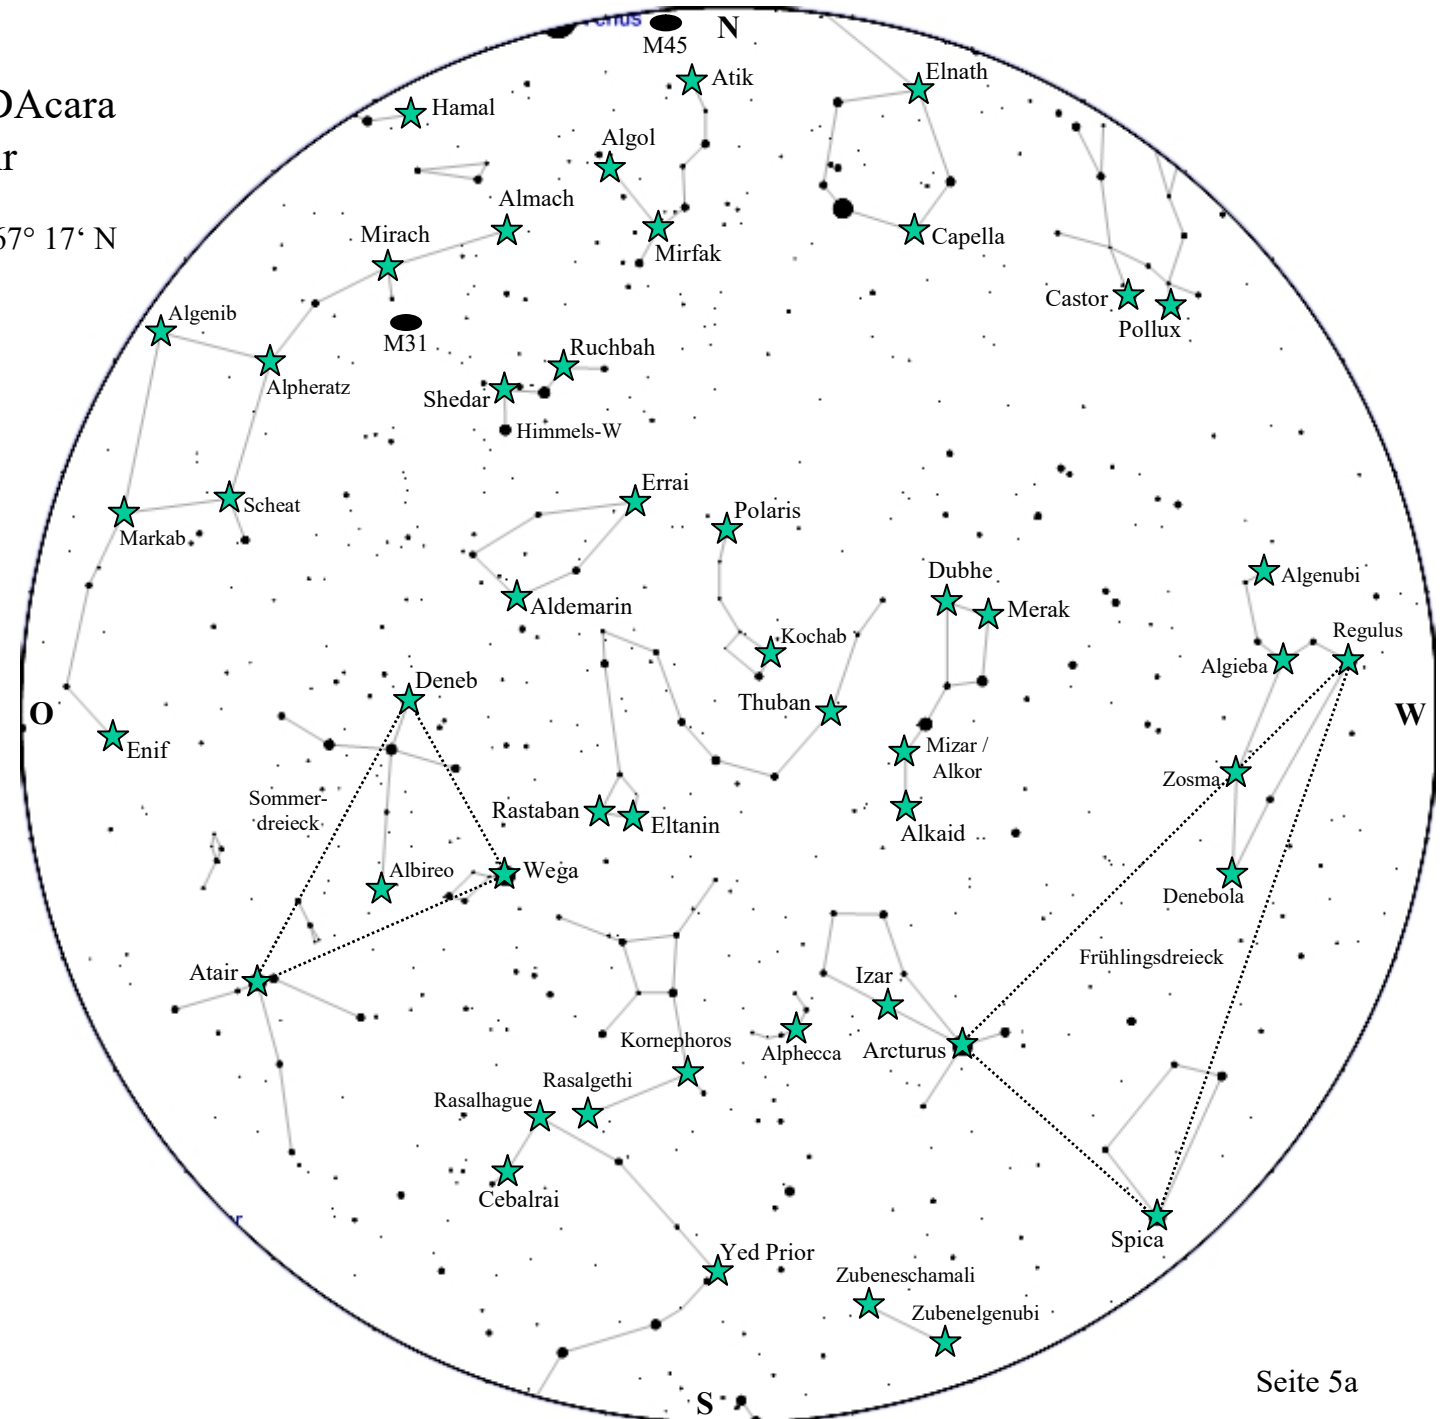 N
M45
Atik
Elnath
DAcara
Hamal
Algol
Almach
Mirach
67° 17‘ N
Mirfak
Capella
Castor
Pollux
Algenib
M31
Alpheratz
Ruchbah
Shedar
Himmels-W
Errai
Scheat
Markab
Polaris
Dubhe
Algenubi
Aldemarin
Merak
Kochab
Regulus
Algieba
Deneb
Thuban
O
W
Enif
Mizar /
Alkor
Zosma
Sommer-
dreieck
Rastaban
Eltanin
Alkaid
Albireo
Wega
Denebola
Frühlingsdreieck
Atair
Izar
Kornephoros
Alphecca
Arcturus
Rasalgethi
Rasalhague
Cebalrai
Spica
Yed Prior
Zubeneschamali
Zubenelgenubi
Seite 5a
S